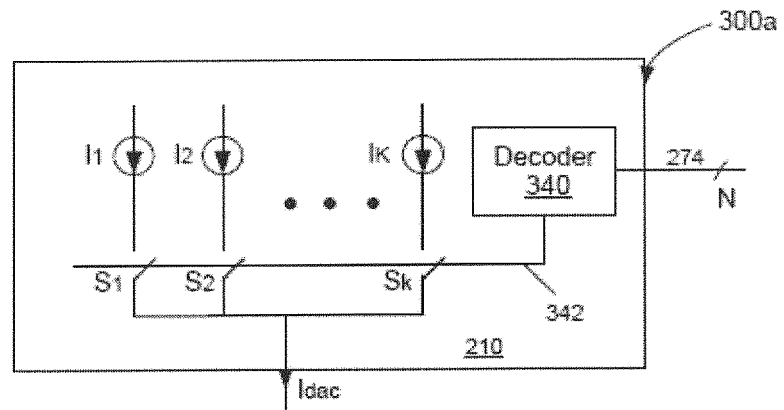 300a
I1 I2 IK
Decoder
340
274
N
S1 S2 Sk
342
210
Idac